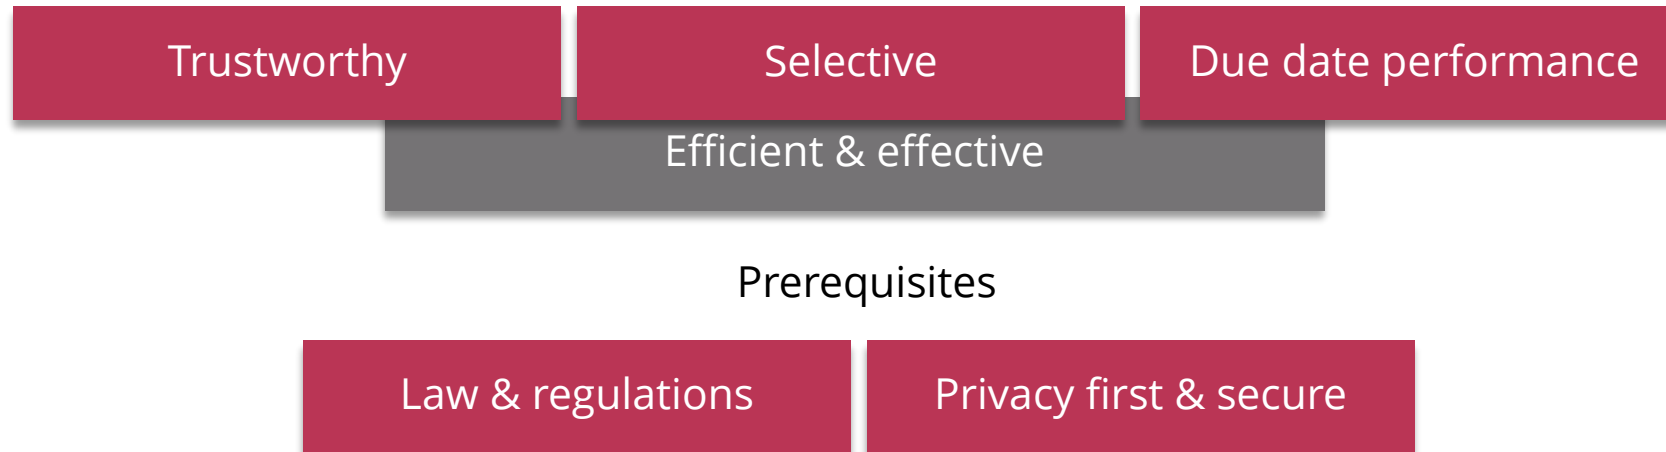 Trustworthy
Selective
Due date performance
Efficient & effective
Prerequisites
Law & regulations
Privacy first & secure